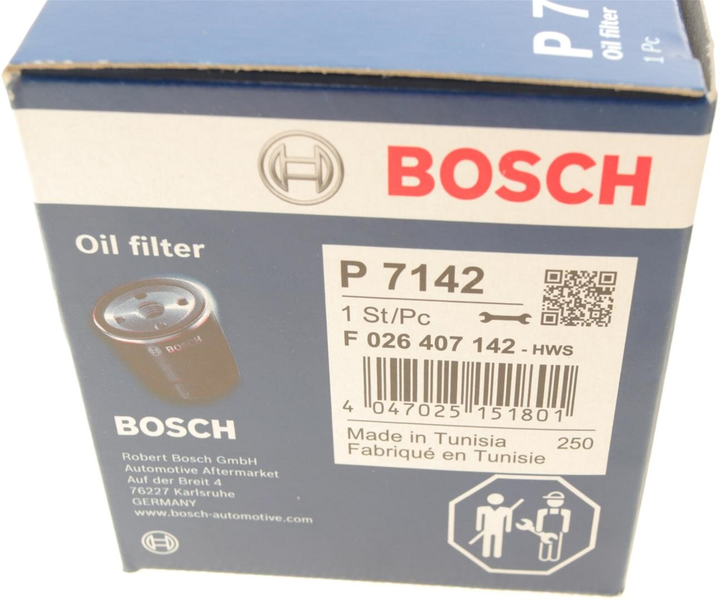 P 7
Oil filter
1 Pc
BOSCH
Oil filter
BOSCH
BOSCH
Robert Bosch GmbH
Automotive Aftermarket
Auf der Breit 4
76227 Karlsruhe
GERMANY
www.bosch-automotive.com
P 7142
1 St/Pc
F 026 407 142 - HWS
4 047025 151801
Made in Tunisia 250
Fabriqué en Tunisie